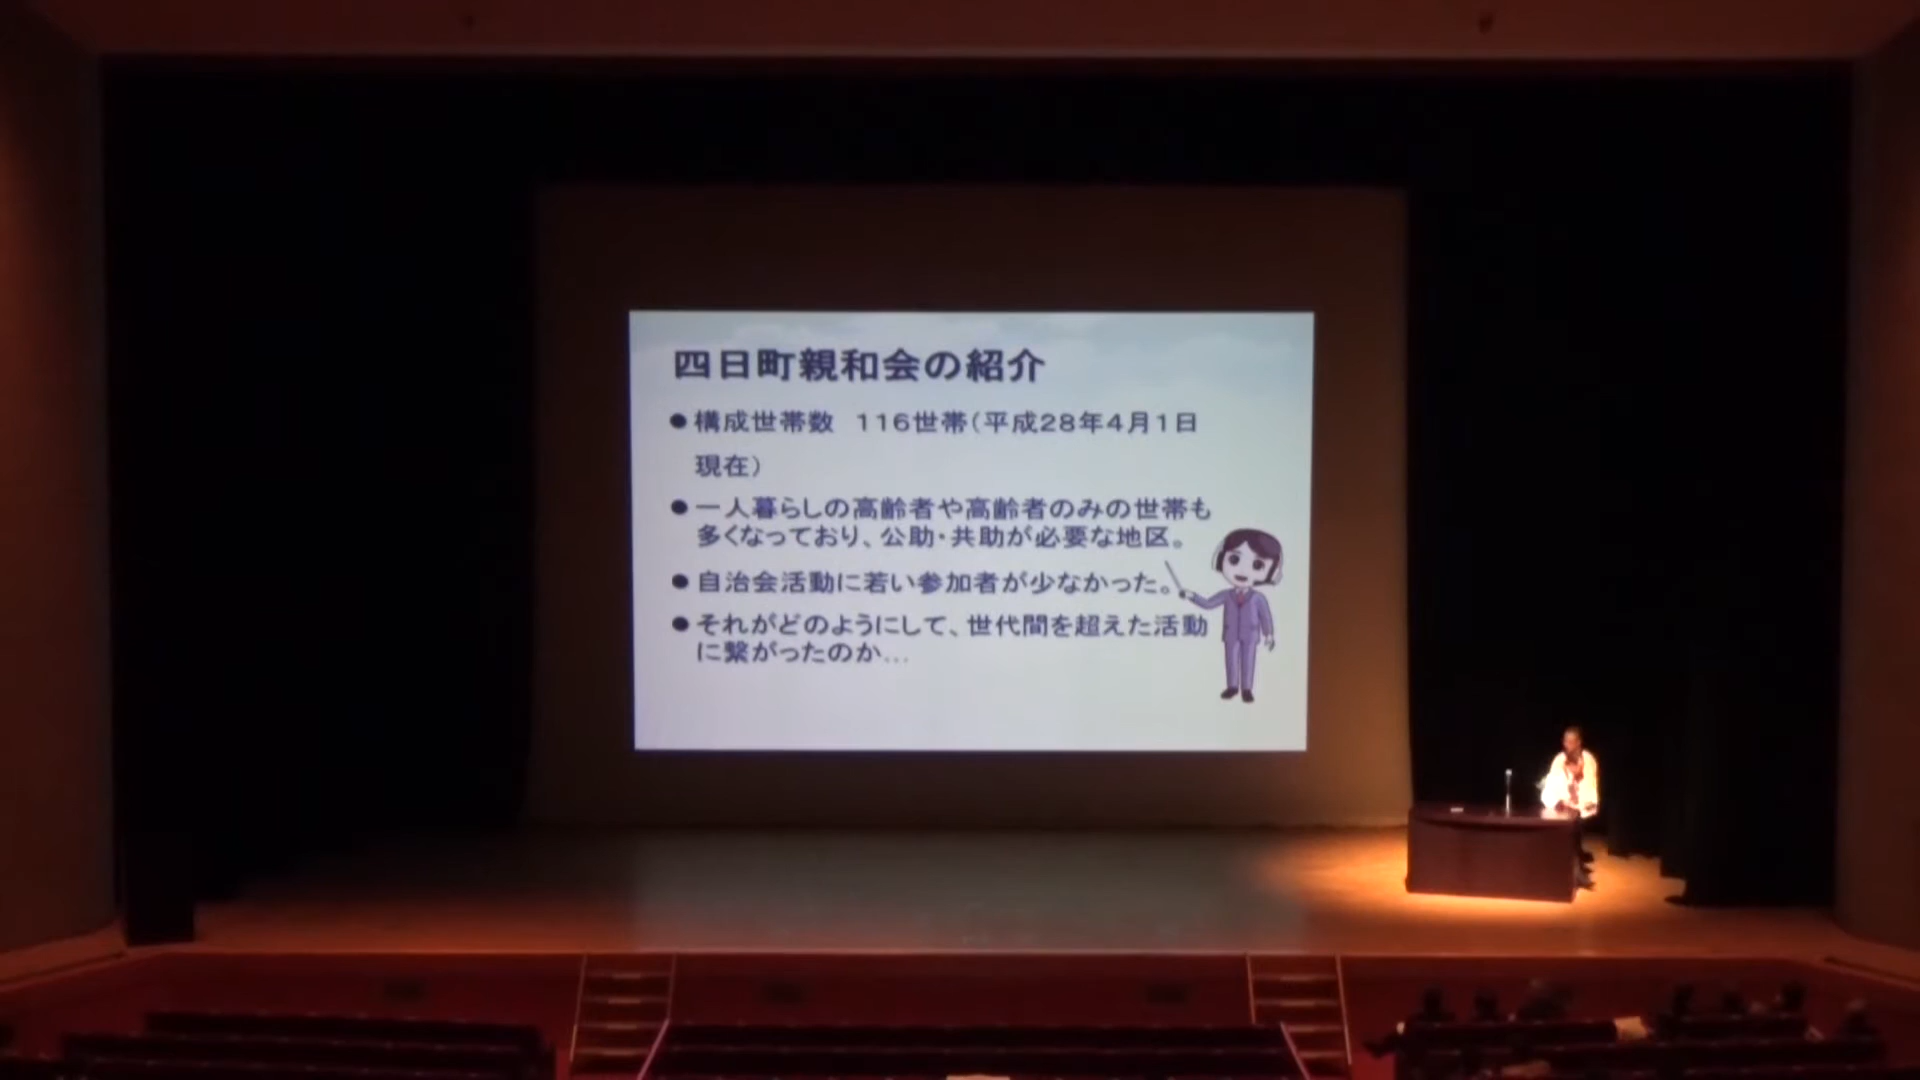 四日町親和会の紹介
●構成世帯数　116世帯（平成28年4月1日
現在）
●一人暮らしの高齢者や高齢者のみの世帯も
多くなっており、公助・共助が必要な地区。
●自治会活動に若い参加者が少なかった。
●それがどのようにして、世代間を超えた活動
に繋がったのか…